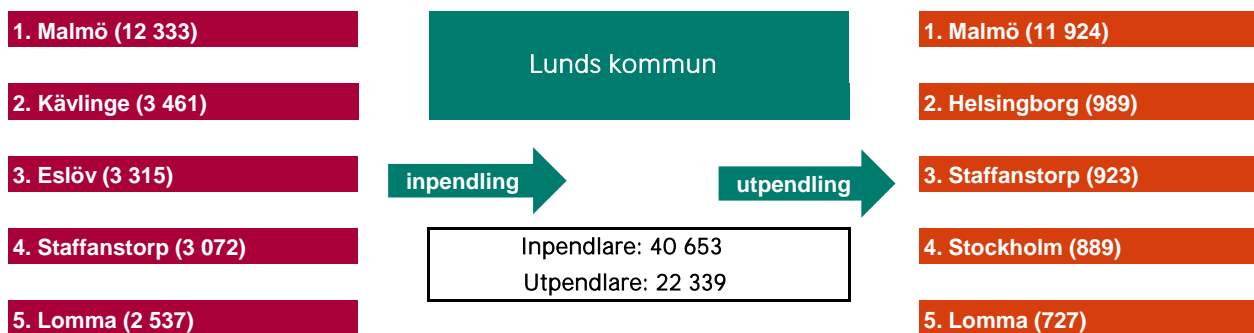 1. Malmö (12 333)
2. Kävlinge (3 461)
3. Eslöv (3 315)
4. Staffanstorp (3 072)
5. Lomma (2 537)
Lunds kommun
inpendling
utpendling
Inpendlare: 40 653
Utpendlare: 22 339
1. Malmö (11 924)
2. Helsingborg (989)
3. Staffanstorp (923)
4. Stockholm (889)
5. Lomma (727)